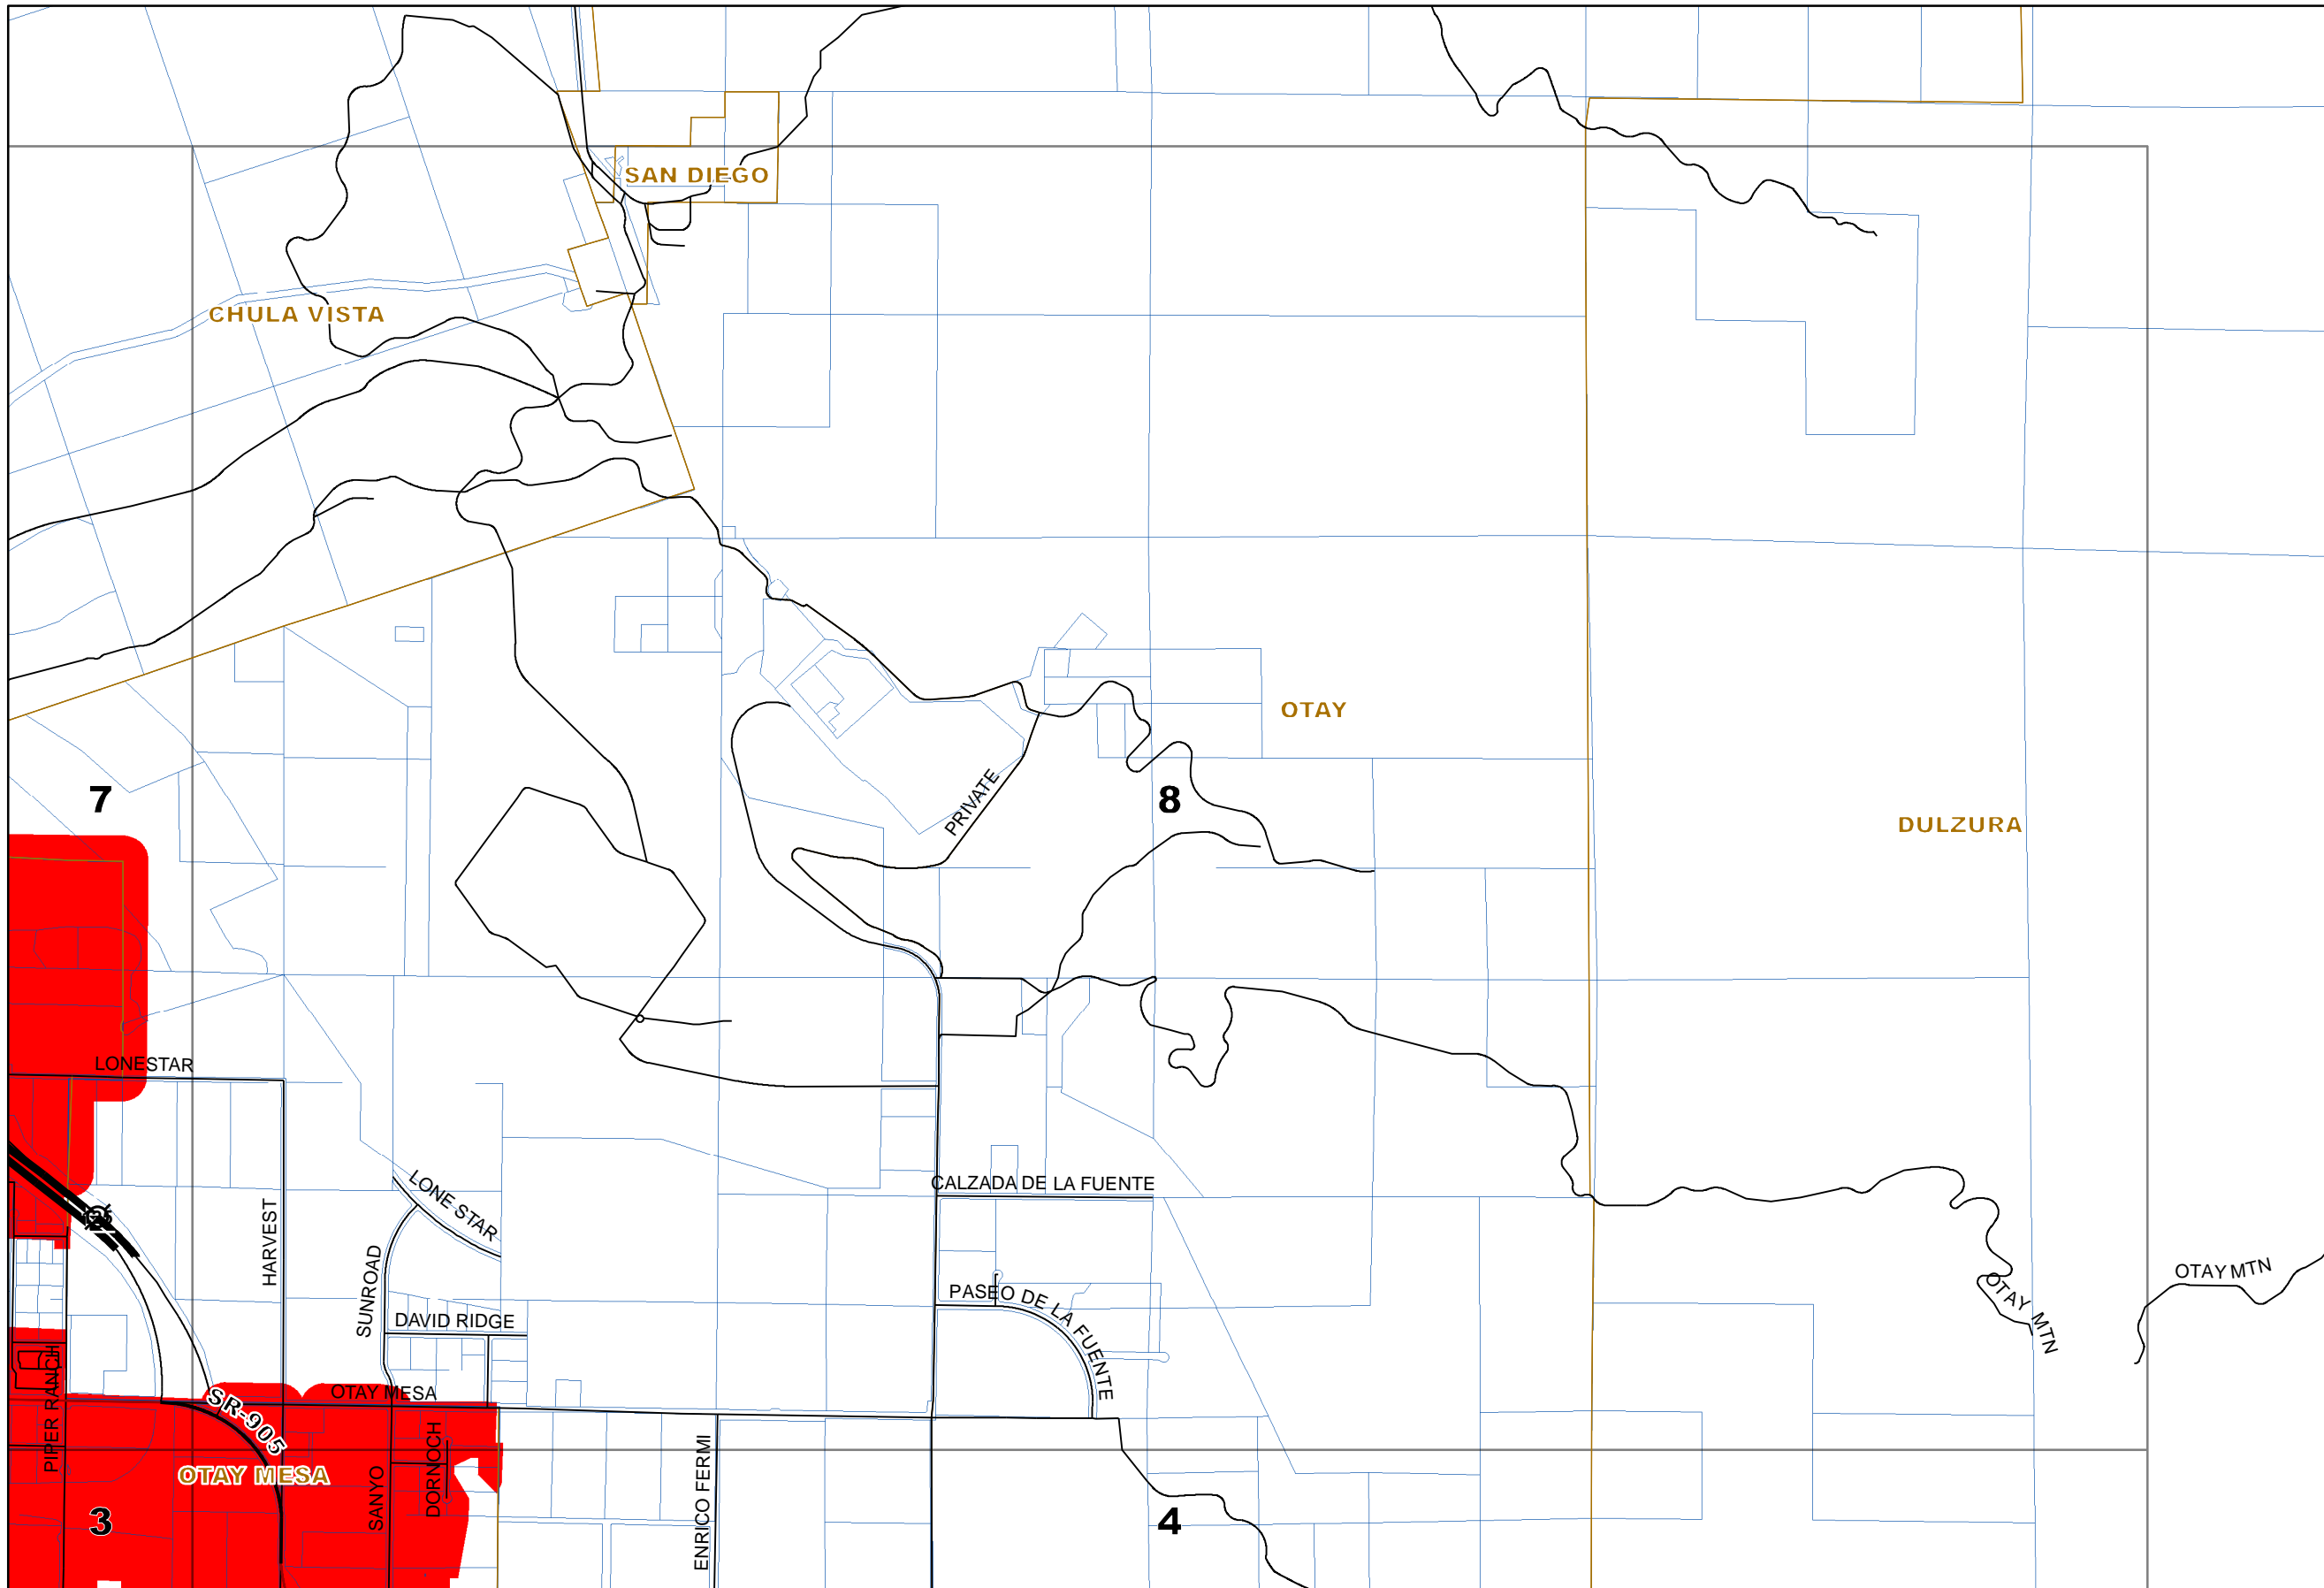 SAN DIEGO
CHULA VISTA
OTAY
7
PRIVATE
8
DULZURA
LONESTAR
LONE STAR
CALZADA DE LA FUENTE
125
HARVEST
SUNROAD
PASEO DE LA FUENTE
OTAY MTN
OTAY MTN
DAVID RIDGE
PIPER RANCH
OTAY MESA
SR-905
OTAY MESA
SANYO
DORNOCH
ENRICO FERMI
3
4